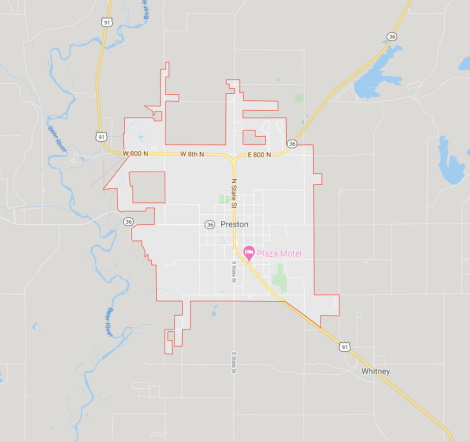 Bear River
91
36
91
36
Bear River
W 800 N
W 8th N
E 800 N
N State St
36
36
Preston
Plaza Motel
S State St
Bear River
91
S State St
Whitney